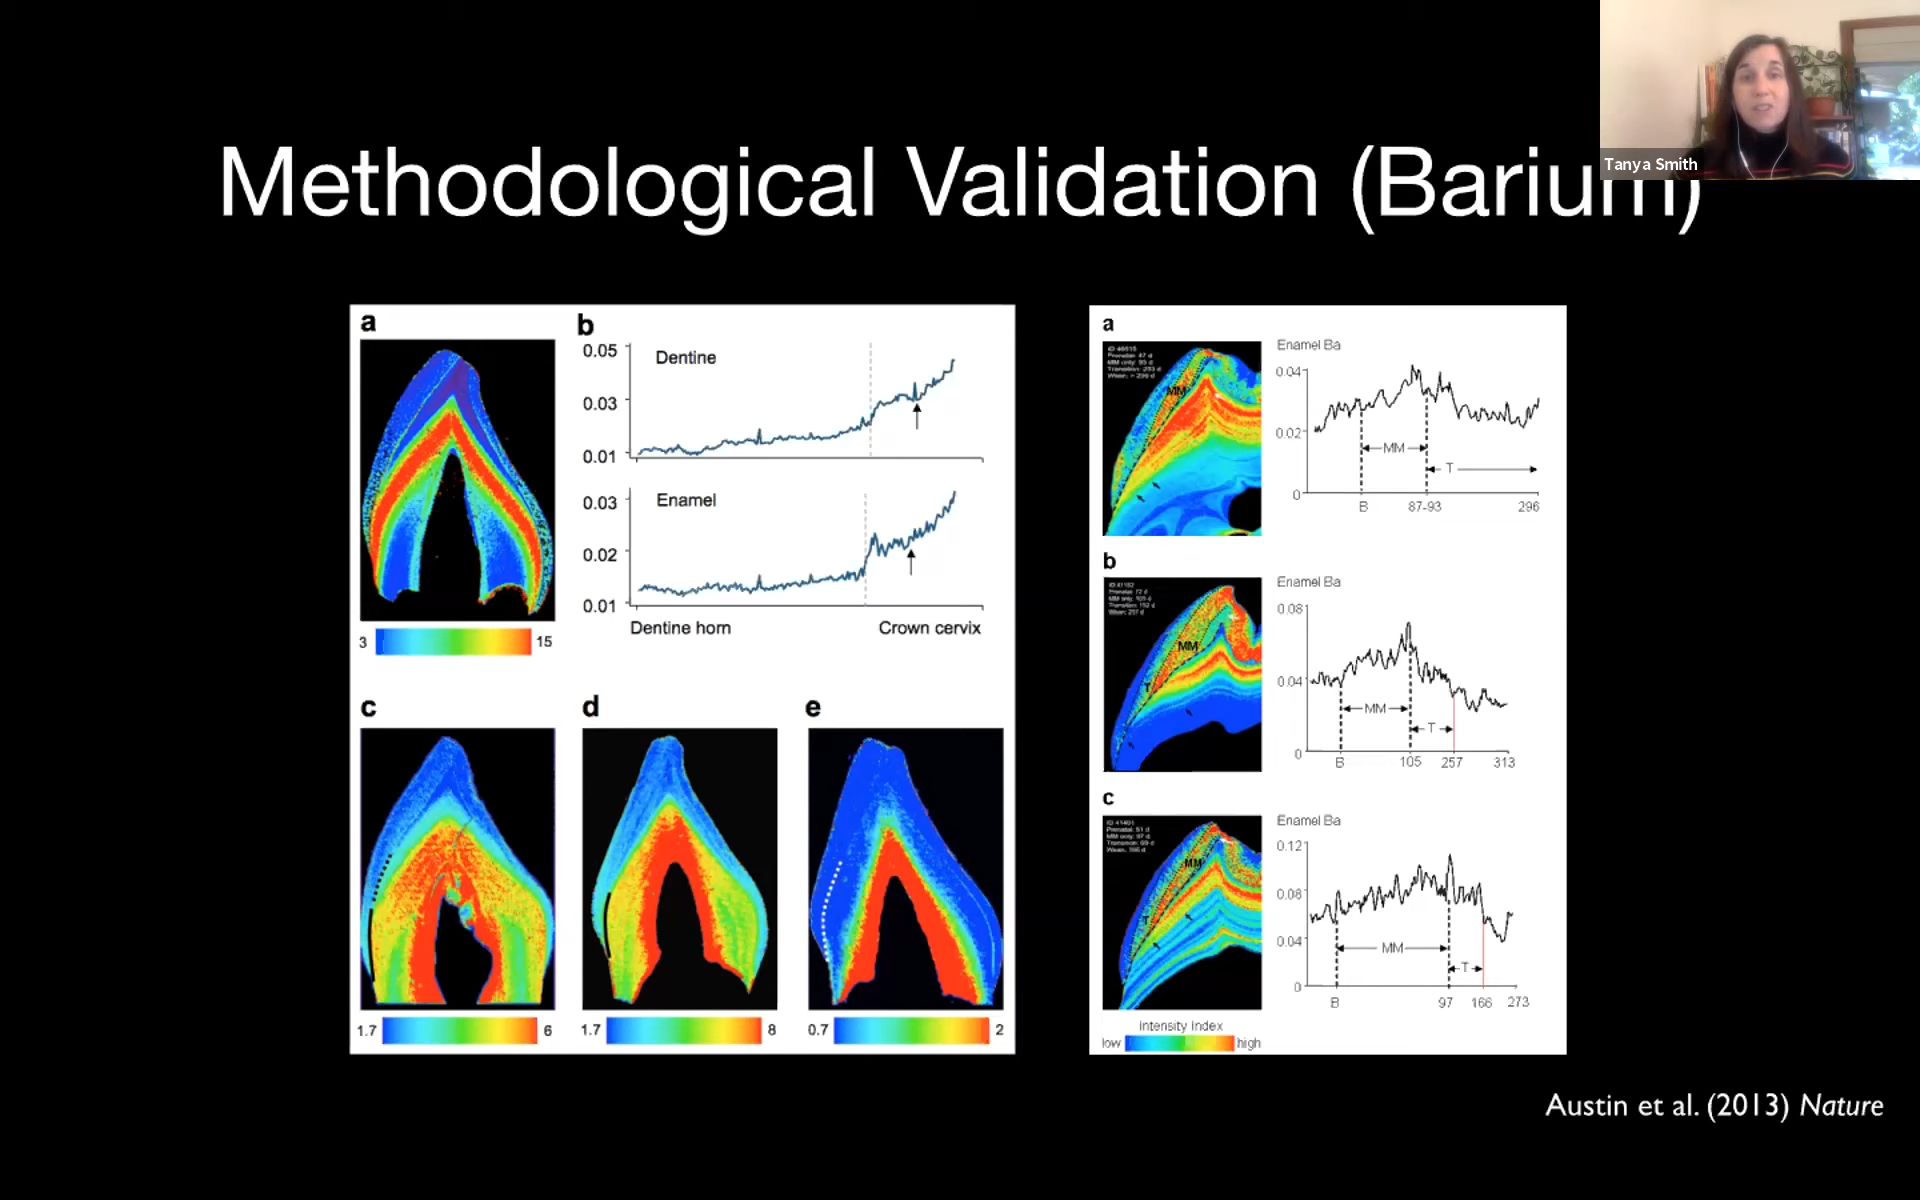 Tanya Smith
Methodological Validation (Barium)
a
3
15
b
0.05
Dentine
0.03
0.01
0.03
Enamel
0.02
0.01
Dentine horn
Crown cervix
c
1.7
6
d
1.7
8
e
0.7
2
a
MM
Enamel Ba
0.04
0.02
0
MM
T
B
87-93
296
b
MM
T
Enamel Ba
0.08
0.04
0
MM
T
B
105
257
313
c
MM
T
Enamel Ba
0.12
0.08
0.04
0
MM
T
B
97
166
273
Intensity Index
low
high
Austin et al. (2013) Nature